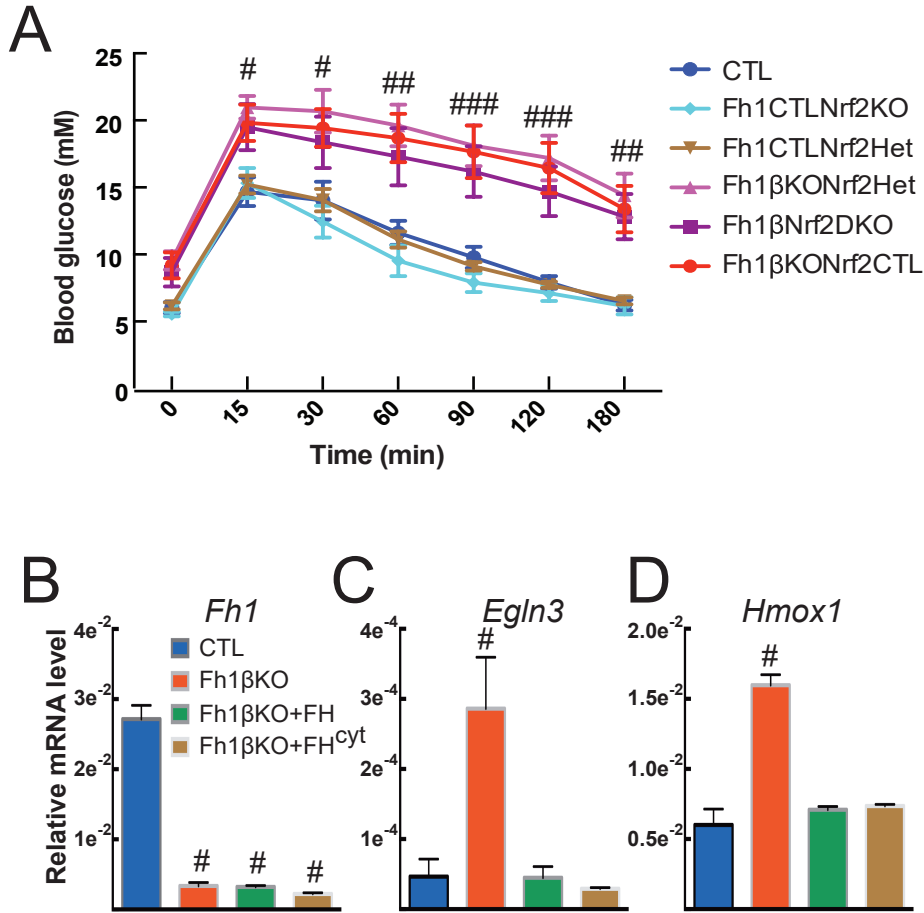 A
25
20
15
10
5
0
Blood glucose (mM)
# # ## ### ### ##
0 15 30 60 90 120 180
Time (min)
CTL
Fh1CTLNrf2KO
Fh1CTLNrf2Het
Fh1βKONrf2Het
Fh1βNrf2DKO
Fh1βKONrf2CTL
B
Fh1
Relative mRNA level
4e-2
3e-2
2e-2
1e-2
CTL
Fh1βKO
Fh1βKO+FH
Fh1βKO+FHcyt
# # #
C
Egln3
4e-4
3e-4
2e-4
1e-4
#
D
Hmox1
2.0e-2
1.5e-2
1.0e-2
0.5e-2
#